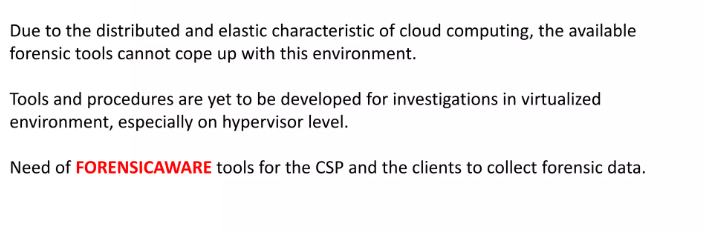 Due to the distributed and elastic characteristic of cloud computing, the available
forensic tools cannot cope up with this environment.
Tools and procedures are yet to be developed for investigations in virtualized
environment, especially on hypervisor level.
Need of FORENSICAWARE tools for the CSP and the clients to collect forensic data.